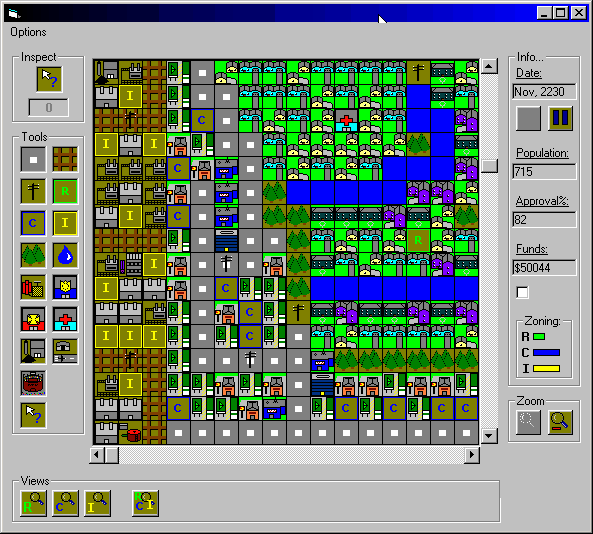 Options
Inspect
Info...
?
0
Date:
Nov, 2230
Tools
Population:
715
R
Approval%:
82
C I
Funds:
$50044
Zoning:
R
C
I
Zoom
?
Views
R C I R C I